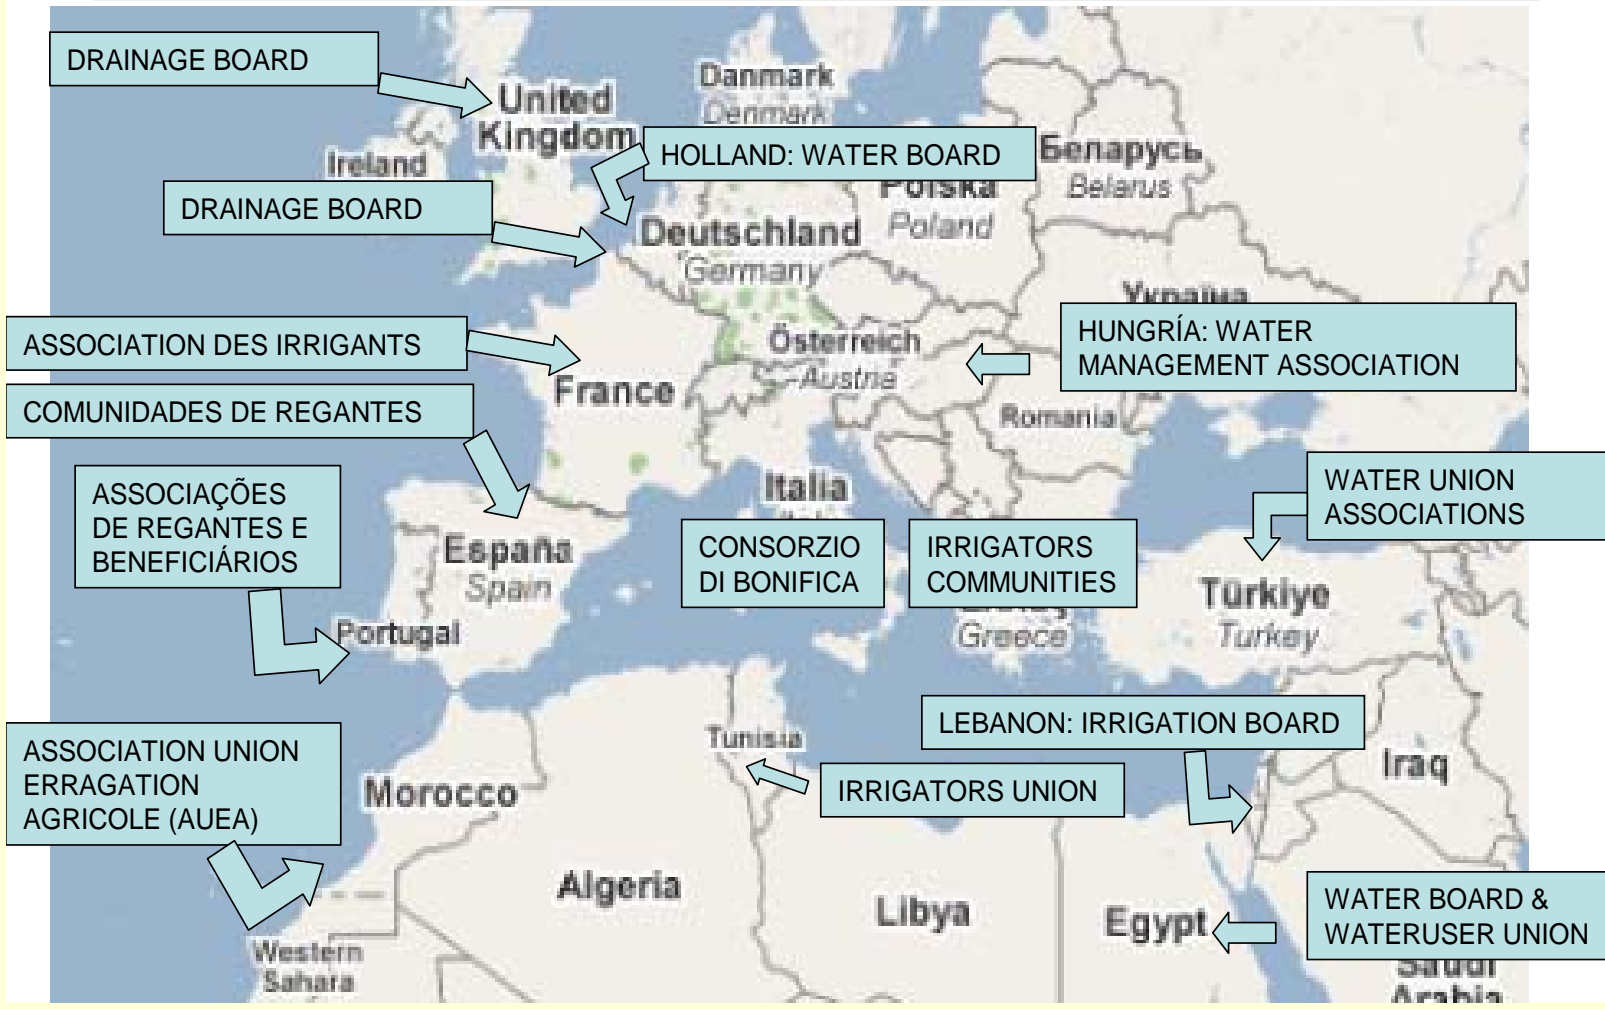 DRAINAGE BOARD
Danmark
Denmark
United
Kingdom
HOLLAND: WATER BOARD
Беларусь
Belarus
Ireland
Polska
Poland
DRAINAGE BOARD
Deutschland
Germany
Україна
ASSOCIATION DES IRRIGANTS
Österreich
Austria
HUNGRÍA: WATER
MANAGEMENT ASSOCIATION
France
COMUNIDADES DE REGANTES
Romania
ASSOCIAÇÕES
DE REGANTES E
BENEFICIÁRIOS
Italia
WATER UNION
ASSOCIATIONS
España
Spain
CONSORZIO
DI BONIFICA
IRRIGATORS
COMMUNITIES
Türkiye
Turkey
Greece
Portugal
LEBANON: IRRIGATION BOARD
Tunisia
Iraq
ASSOCIATION UNION
ERRAGATION
AGRICOLE (AUEA)
Morocco
IRRIGATORS UNION
Algeria
Libya
Egypt
WATER BOARD &
WATERUSER UNION
Western
Sahara
Saudi
Arabia